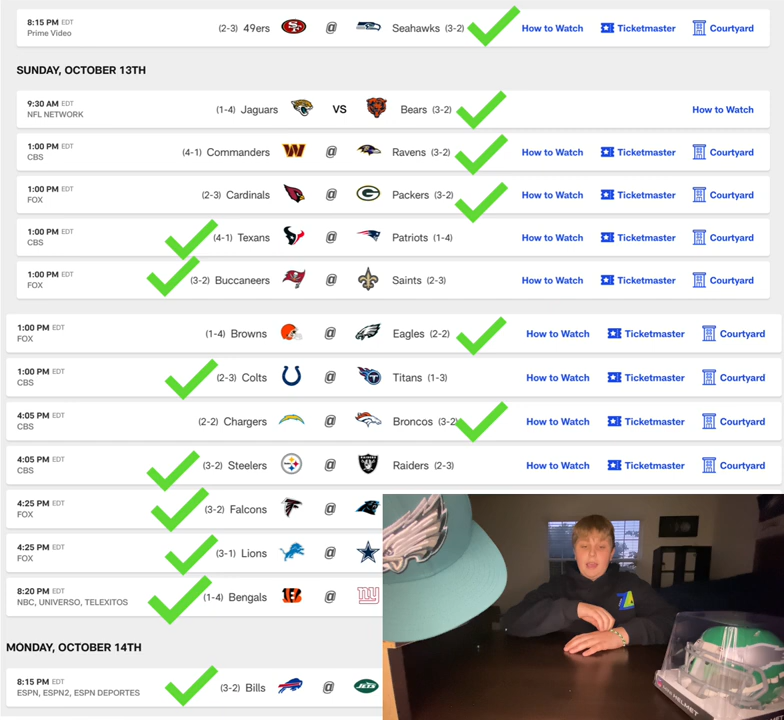 8:15 PM EDT
Prime Video
(2-3) 49ers @ Seahawks (3-2) How to Watch Ticketmaster Courtyard
SUNDAY, OCTOBER 13TH
9:30 AM EDT
NFL NETWORK
(1-4) Jaguars VS Bears (3-2) How to Watch
1:00 PM EDT
CBS
(4-1) Commanders @ Ravens (3-2) How to Watch Ticketmaster Courtyard
1:00 PM EDT
FOX
(2-3) Cardinals @ Packers (3-2) How to Watch Ticketmaster Courtyard
1:00 PM EDT
CBS
(4-1) Texans @ Patriots (1-4) How to Watch Ticketmaster Courtyard
1:00 PM EDT
FOX
(3-2) Buccaneers @ Saints (2-3) How to Watch Ticketmaster Courtyard
1:00 PM EDT
FOX
(1-4) Browns @ Eagles (2-2) How to Watch Ticketmaster Courtyard
1:00 PM EDT
CBS
(2-3) Colts @ Titans (1-3) How to Watch Ticketmaster Courtyard
4:05 PM EDT
CBS
(2-2) Chargers @ Broncos (3-2) How to Watch Ticketmaster Courtyard
4:05 PM EDT
CBS
(3-2) Steelers @ Raiders (2-3) How to Watch Ticketmaster Courtyard
4:25 PM EDT
FOX
(3-2) Falcons @
4:25 PM EDT
FOX
(3-1) Lions @
8:20 PM EDT
NBC, UNIVERSO, TELEXITOS
(1-4) Bengals @ ny
MONDAY, OCTOBER 14TH
8:15 PM EDT
ESPN, ESPN2, ESPN DEPORTES
(3-2) Bills @ JETS